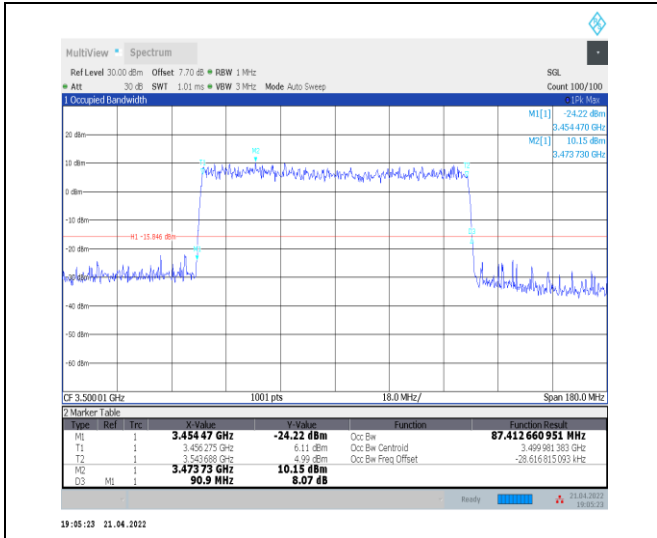 MultiView Spectrum
Ref Level 30.00 dBm Offset 7.70 dB RBW 1 MHz SGL
Att 30 dB SWT 1.01 ms VBW 3 MHz Mode Auto Sweep Count 100/100
1 Occupied Bandwidth 1Pk Max
M1[1] -24.22 dBm
3.454 470 GHz
M2[1] 10.15 dBm
3.473 730 GHz
20 dBm
10 dBm
0 dBm
-10 dBm
H1 -15.846 dBm
-20 dBm
-30 dBm
-40 dBm
-50 dBm
-60 dBm
CF 3.500 01 GHz 1001 pts 18.0 MHz/ Span 180.0 MHz
2 Marker Table
Type Ref Trc X-Value Y-Value Function Function Result
M1 1 3.454 47 GHz -24.22 dBm Occ Bw 87.412 660 951 MHz
T1 1 3.456 275 GHz 6.11 dBm Occ Bw Centroid 3.499 981 383 GHz
T2 1 3.543 688 GHz 4.99 dBm Occ Bw Freq Offset -28.616 815 093 kHz
M2 1 3.473 73 GHz 10.15 dBm
D3 M1 1 90.9 MHz 8.07 dB
Ready 21.04.2022
19:05:23
19:05:23 21.04.2022